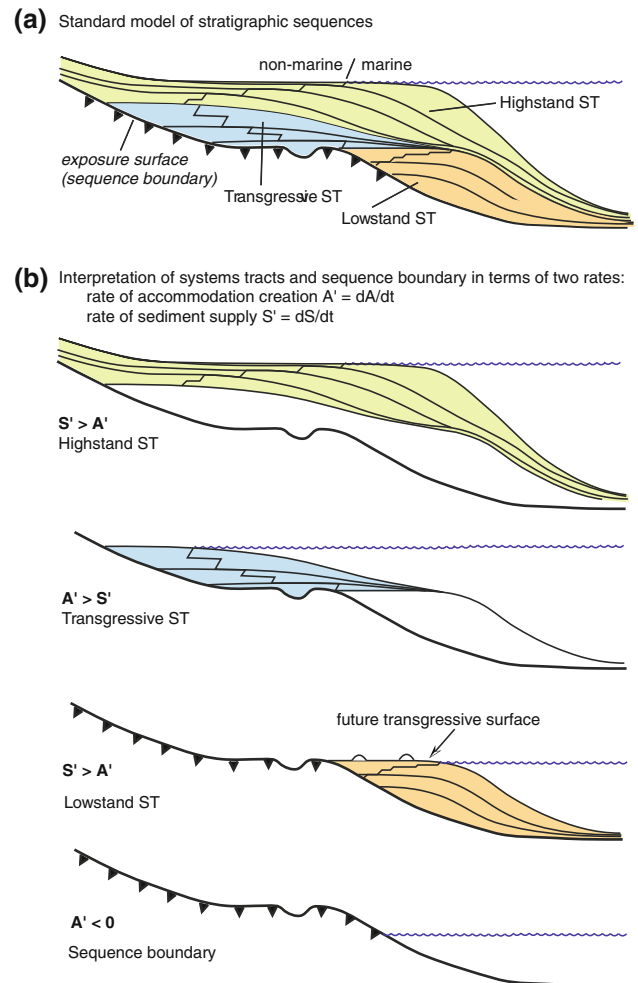 (a) Standard model of stratigraphic sequences
non-marine / marine
Highstand ST
exposure surface
(sequence boundary)
Transgressive ST
Lowstand ST
(b) Interpretation of systems tracts and sequence boundary in terms of two rates:
rate of accommodation creation A' = dA/dt
rate of sediment supply S' = dS/dt
S' > A'
Highstand ST
A' > S'
Transgressive ST
future transgressive surface
S' > A'
Lowstand ST
A' < 0
Sequence boundary